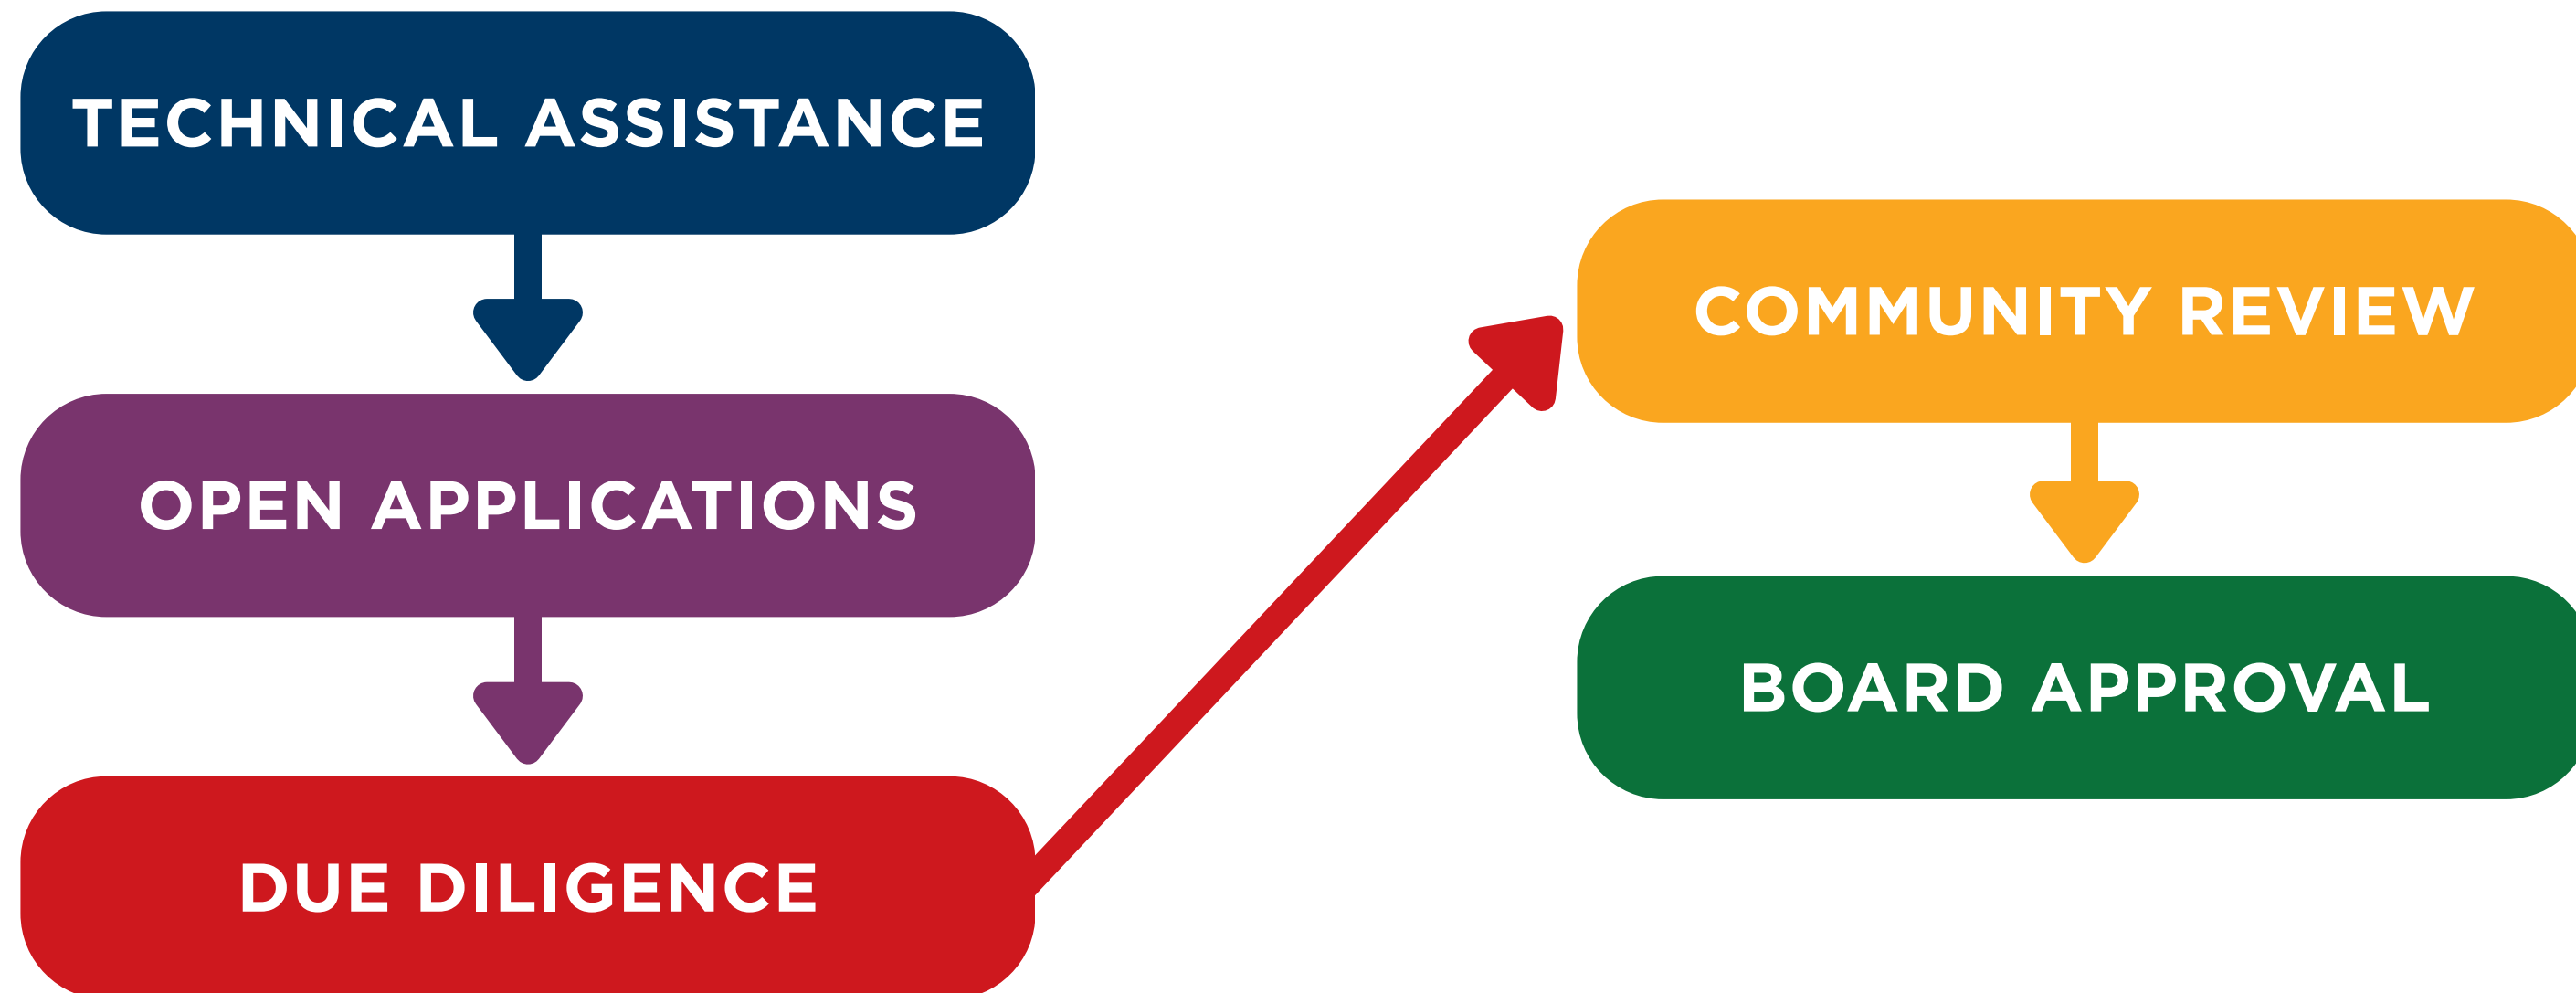 TECHNICAL ASSISTANCE
OPEN APPLICATIONS
DUE DILIGENCE
COMMUNITY REVIEW
BOARD APPROVAL